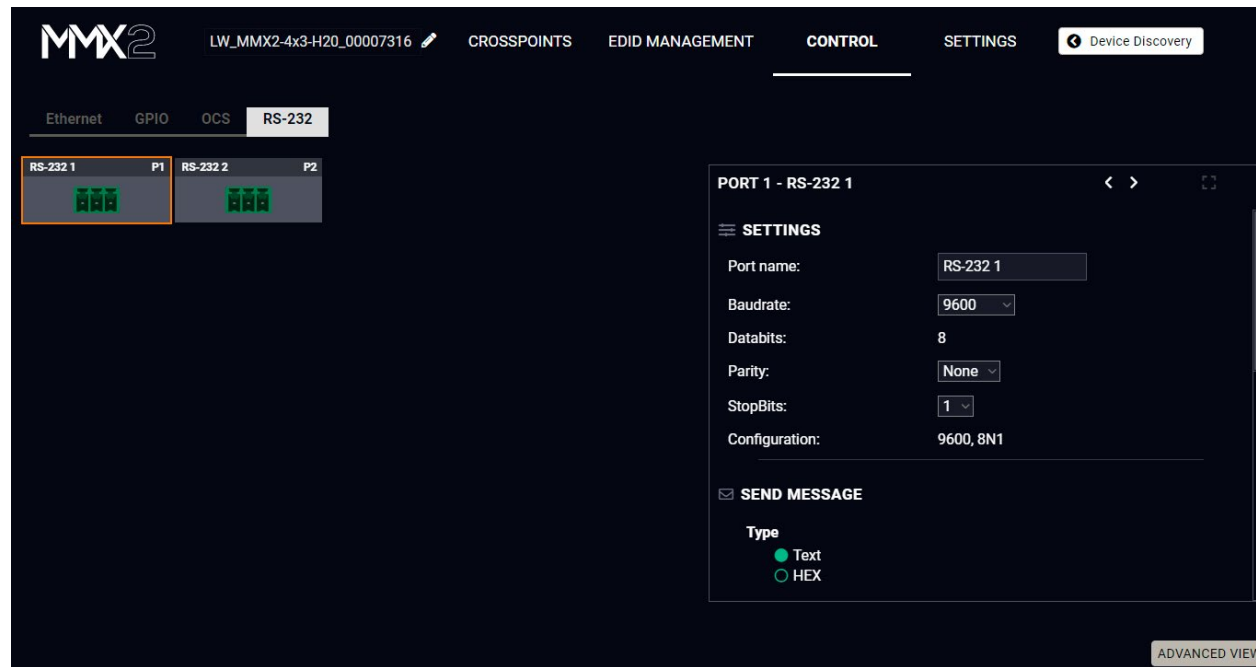 MMX2 LW_MMX2-4x3-H20_00007316 CROSSPOINTS EDID MANAGEMENT CONTROL SETTINGS Device Discovery
Ethernet GPIO OCS RS-232
RS-232 1 P1 RS-232 2 P2
PORT 1 - RS-232 1
SETTINGS
Port name: RS-232 1
Baudrate: 9600
Databits: 8
Parity: None
StopBits: 1
Configuration: 9600, 8N1
SEND MESSAGE
Type
Text
HEX
ADVANCED VIEW